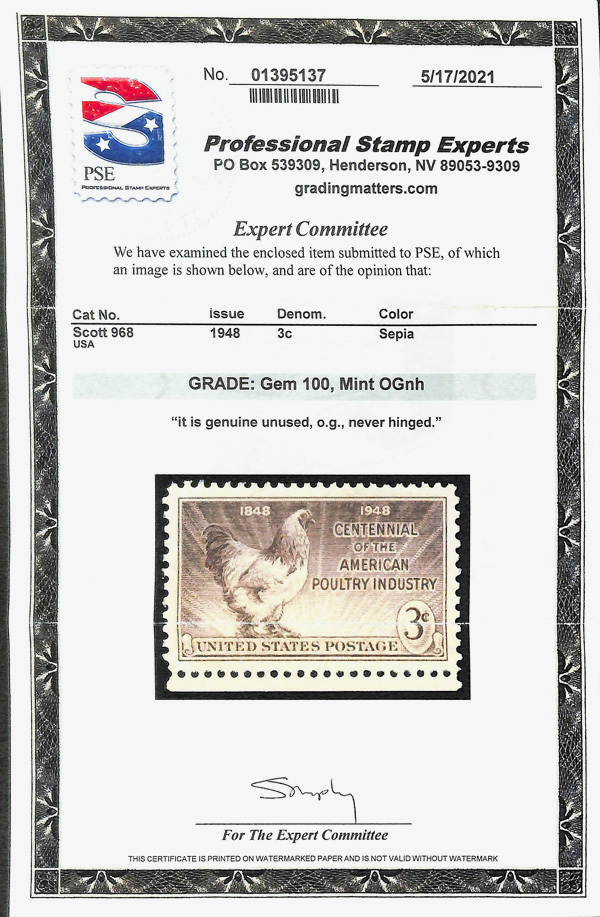 No. 01395137 5/17/2021
PSE
PROFESSIONAL STAMP EXPERTS
Professional Stamp Experts
PO Box 539309, Henderson, NV 89053-9309
gradingmatters.com
Expert Committee
We have examined the enclosed item submitted to PSE, of which
an image is shown below, and are of the opinion that:
Cat No. issue Denom. Color
Scott 968 1948 3c Sepia
USA
GRADE: Gem 100, Mint OGnh
“it is genuine unused, o.g., never hinged.”
1848 1948
CENTENNIAL
OF THE
AMERICAN
POULTRY INDUSTRY
3¢
UNITED STATES POSTAGE
For The Expert Committee
THIS CERTIFICATE IS PRINTED ON WATERMARKED PAPER AND IS NOT VALID WITHOUT WATERMARK